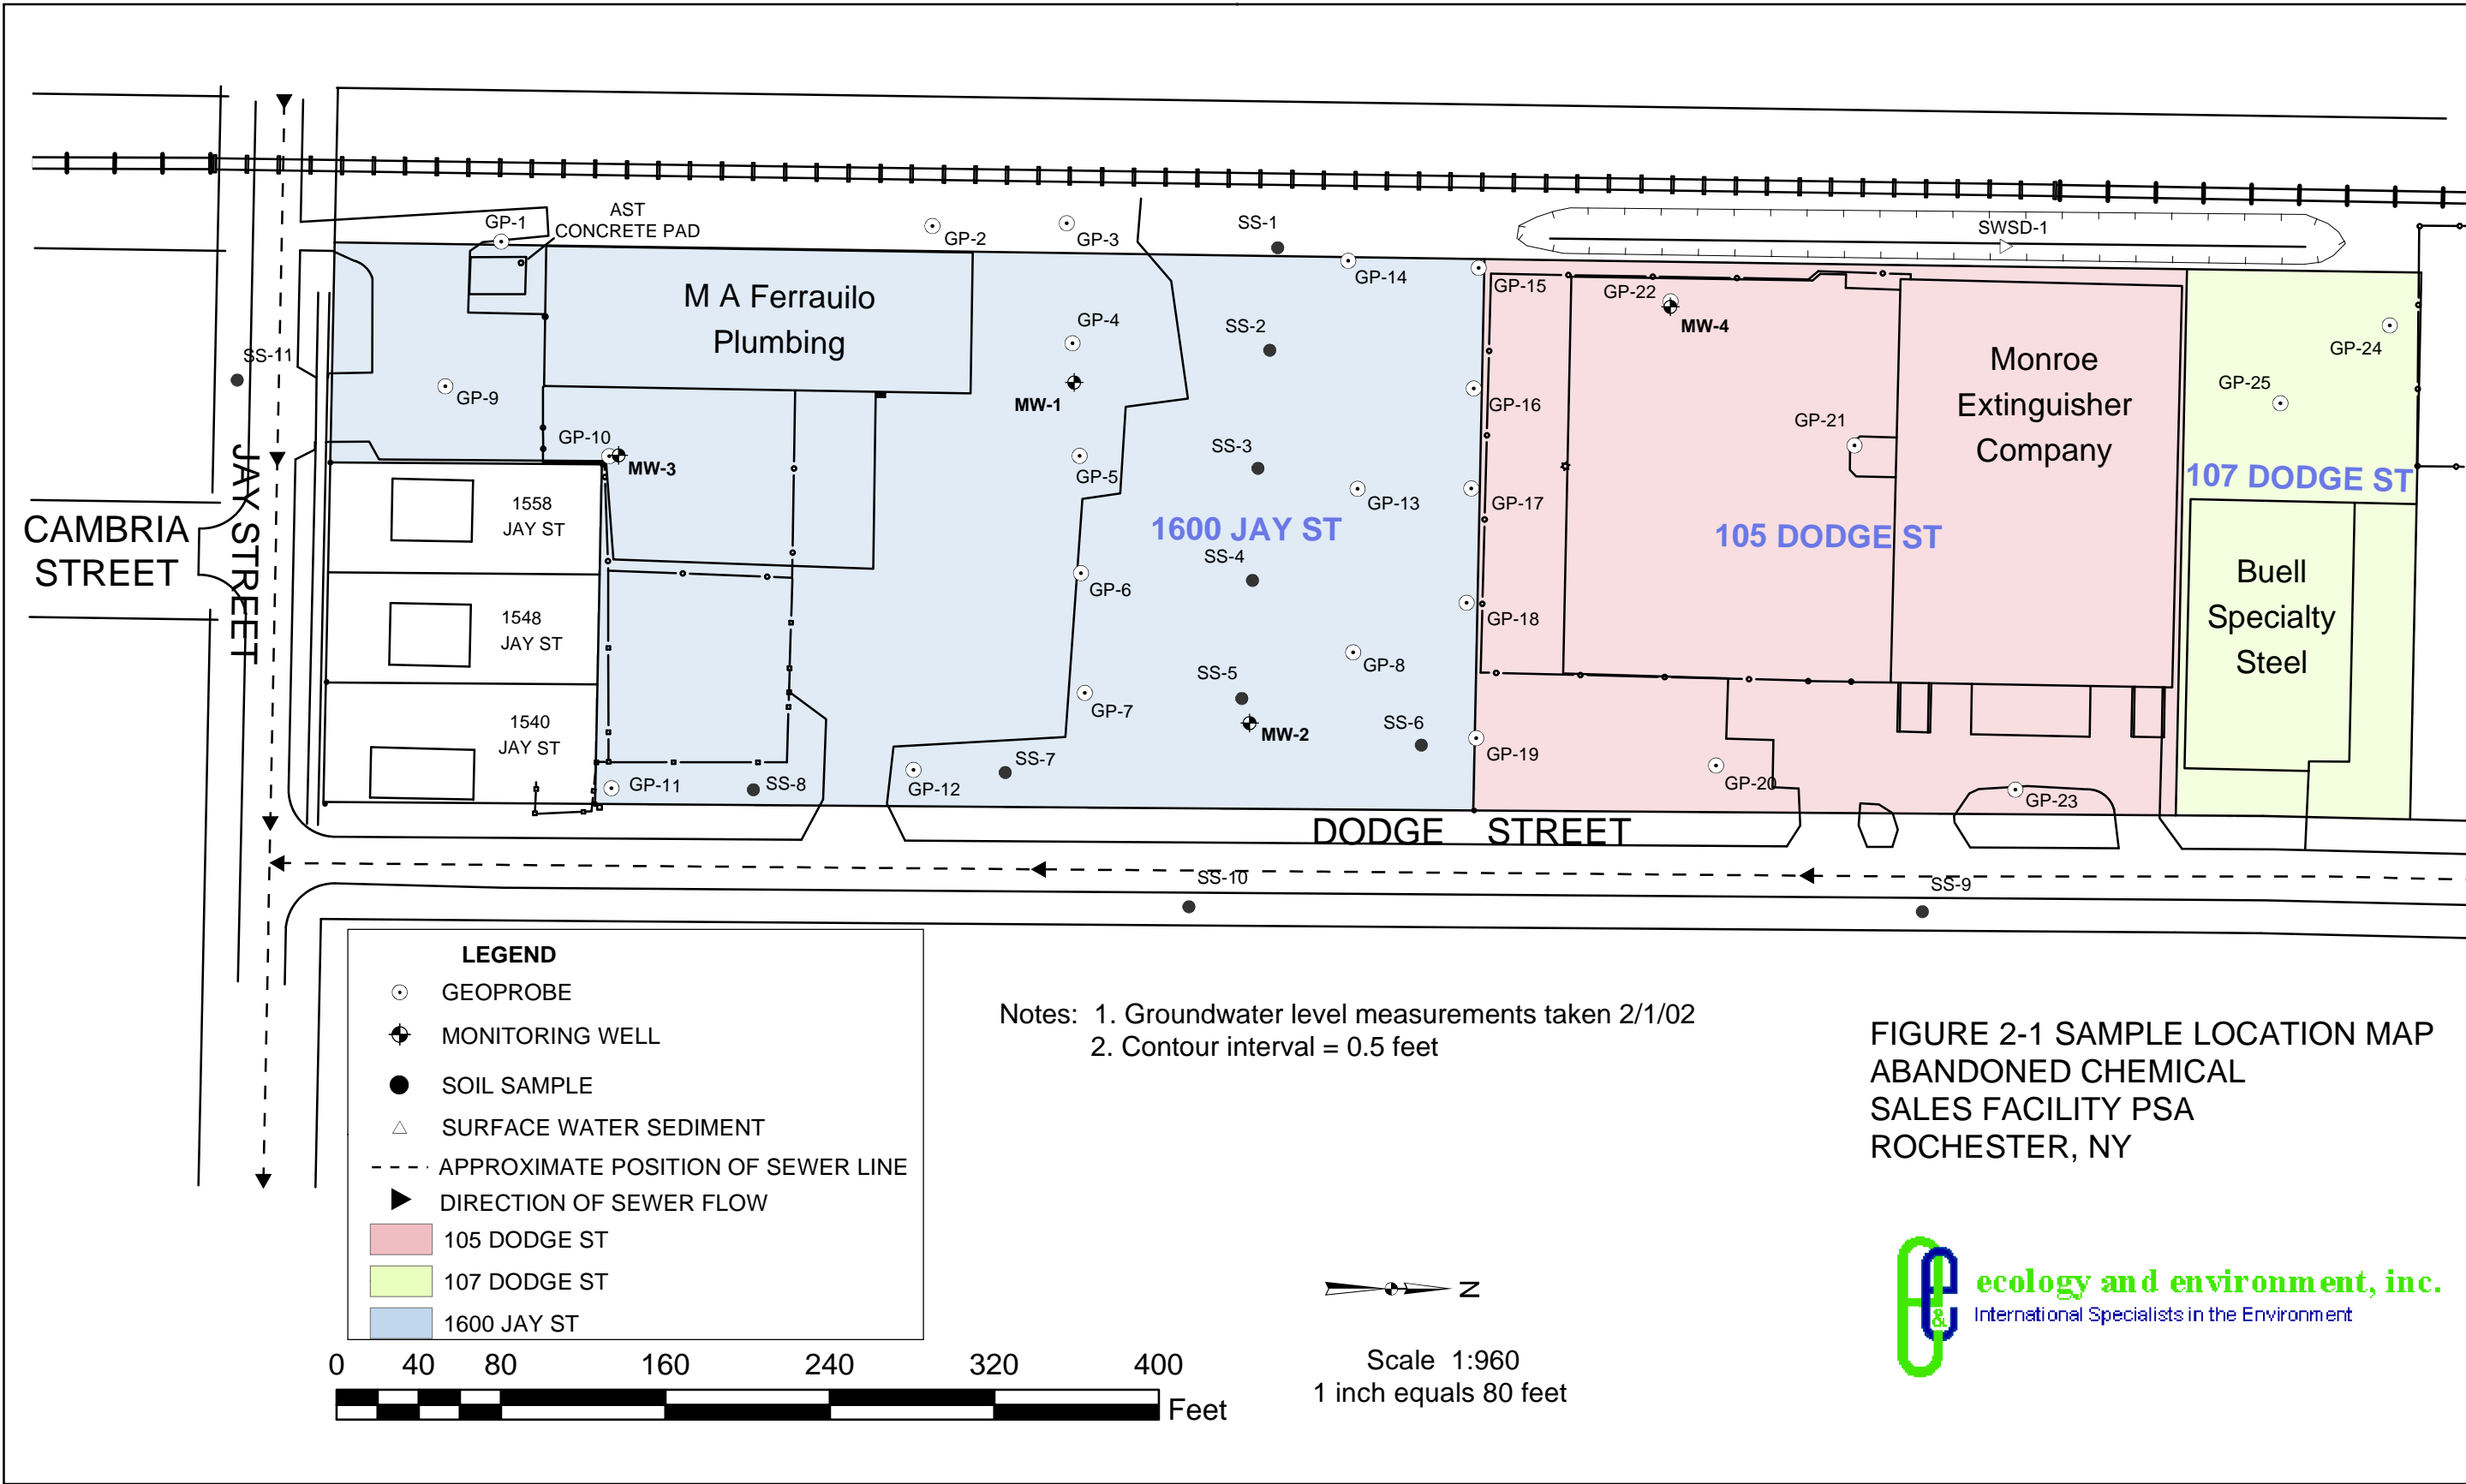 GP-1
AST
CONCRETE PAD
GP-2
GP-3
SS-1
SWSD-1
GP-14
GP-15
GP-22
MW-4
M A Ferrauilo
Plumbing
GP-4
SS-2
GP-24
SS-11
GP-9
MW-1
GP-16
Monroe
Extinguisher
Company
GP-25
GP-10
MW-3
GP-5
SS-3
GP-21
GP-13
GP-17
107 DODGE ST
1600 JAY ST
105 DODGE ST
JAY STREET
CAMBRIA
STREET
1558
JAY ST
SS-4
GP-6
GP-18
Buell
Specialty
Steel
1548
JAY ST
GP-8
SS-5
GP-7
MW-2
SS-6
1540
JAY ST
GP-19
GP-11
SS-8
GP-12
SS-7
GP-20
GP-23
DODGE STREET
SS-10
SS-9
LEGEND
GEOPROBE
MONITORING WELL
SOIL SAMPLE
SURFACE WATER SEDIMENT
APPROXIMATE POSITION OF SEWER LINE
DIRECTION OF SEWER FLOW
105 DODGE ST
107 DODGE ST
1600 JAY ST
Notes: 1. Groundwater level measurements taken 2/1/02
2. Contour interval = 0.5 feet
FIGURE 2-1 SAMPLE LOCATION MAP
ABANDONED CHEMICAL
SALES FACILITY PSA
ROCHESTER, NY
N
0 40 80 160 240 320 400
Feet
Scale 1:960
1 inch equals 80 feet
E&E
ecology and environment, inc.
International Specialists in the Environment